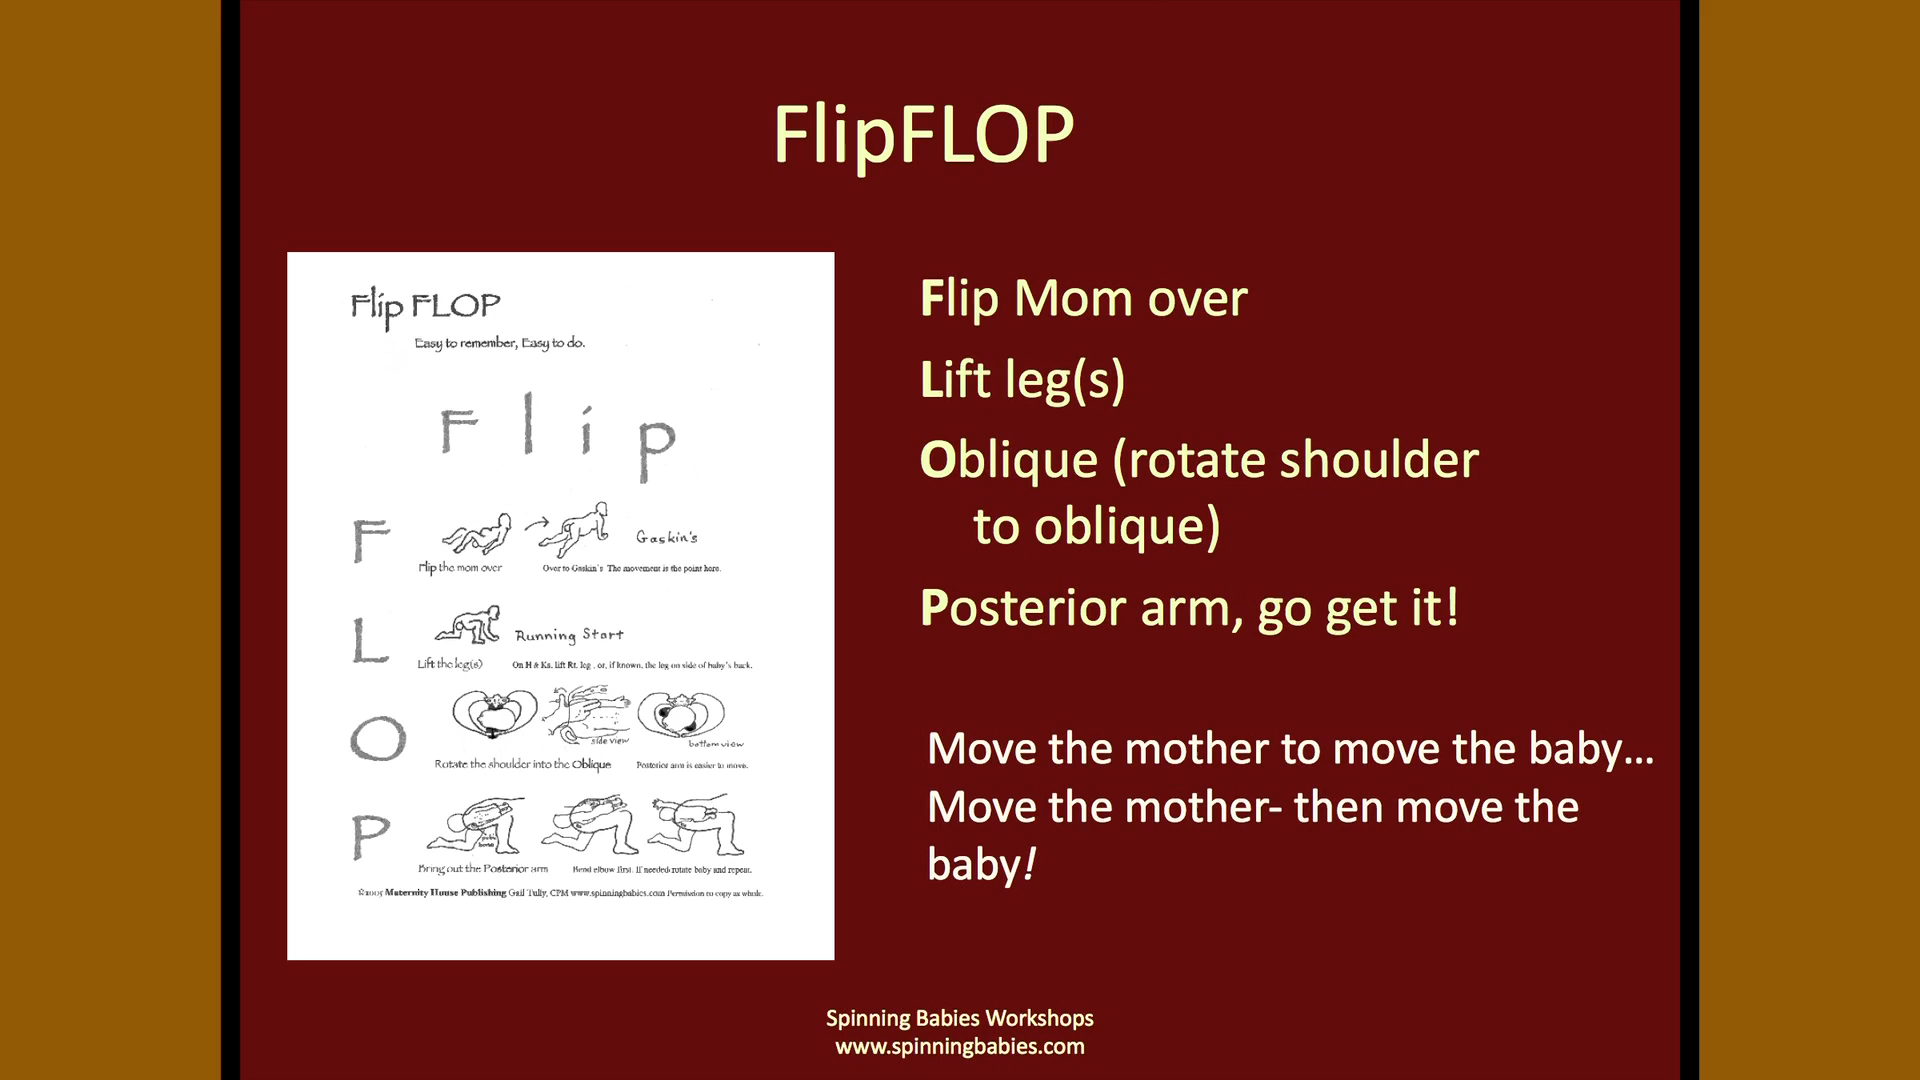 FlipFLOP
Flip FLOP
Easy to remember, Easy to do.
F l i p
F
Gaskin's
Flip the mom over
Over to Gaskin's The movement is the point here.
L
Running Start
Lift the leg(s)
On H & Ks, lift Rt. leg , or, if known, the leg on side of baby's back.
O
side view
bottom view
Rotate the shoulder into the Oblique
Posterior arm is easier to move.
P
bone
Bring out the Posterior arm
Bend elbow first. If needed rotate baby and repeat.
©2005 Maternity House Publishing Gail Tully, CPM www.spinningbabies.com Permission to copy as whole.
Flip Mom over
Lift leg(s)
Oblique (rotate shoulder
to oblique)
Posterior arm, go get it!
Move the mother to move the baby…
Move the mother- then move the
baby!
Spinning Babies Workshops
www.spinningbabies.com